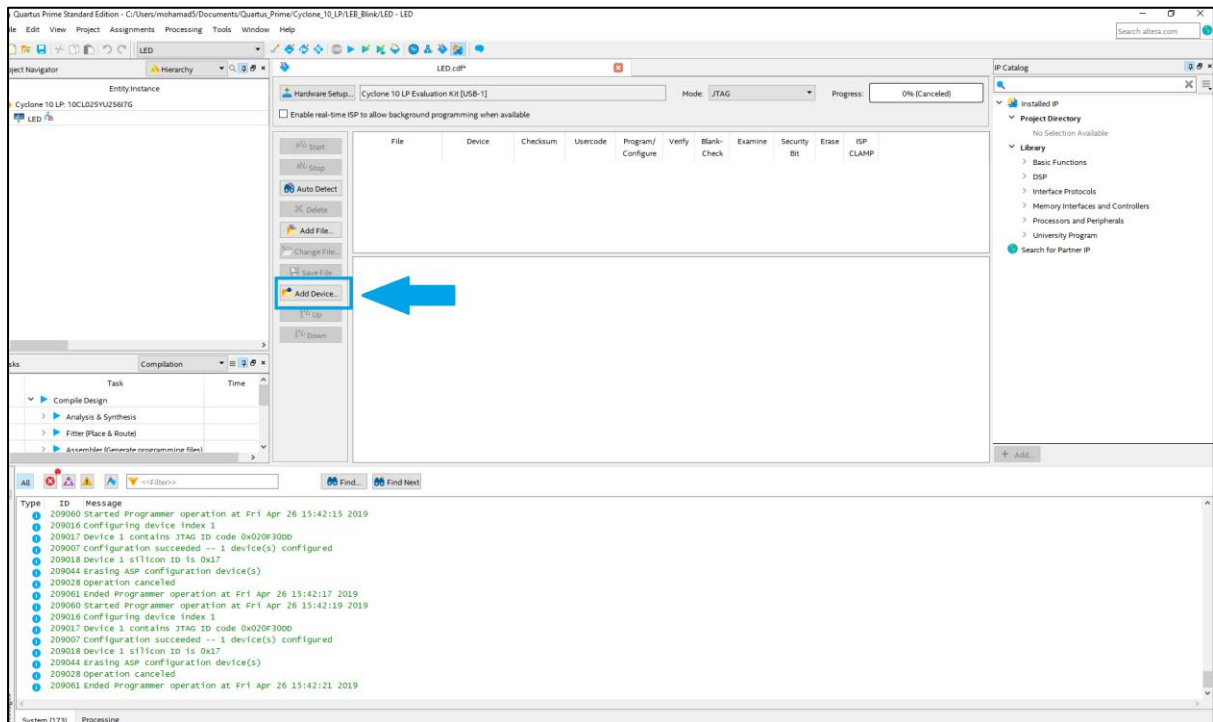 Quartus Prime Standard Edition - C:/Users/mohamad5/Documents/Quartus_Prime/Cyclone_10_LP/LEB_Blink/LED - LED
Edit View Project Assignments Processing Tools Window Help
Search altera.com
LED
Navigator
Hierarchy
Entity:Instance
Cyclone 10 LP: 10CL025YU256I7G
LED
LED.cdf*
Hardware Setup... Cyclone 10 LP Evaluation Kit [USB-1] Mode: JTAG Progress: 0% (Canceled)
Enable real-time ISP to allow background programming when available
Start
Stop
Auto Detect
Delete
Add File...
Change File...
Save File
Add Device...
Up
Down
File Device Checksum Usercode Program/ Verify Blank- Examine Security Erase ISP
Configure Check Bit CLAMP
IP Catalog
Installed IP
Project Directory
No Selection Available
Library
Basic Functions
DSP
Interface Protocols
Memory Interfaces and Controllers
Processors and Peripherals
University Program
Search for Partner IP
+ Add...
Compilation
Task Time
Compile Design
Analysis & Synthesis
Fitter (Place & Route)
Assembler (Generate programming files)
All <<Filter>> Find... Find Next
Type ID Message
209060 Started Programmer operation at Fri Apr 26 15:42:15 2019
209016 Configuring device index 1
209017 Device 1 contains JTAG ID code 0x020F30DD
209007 Configuration succeeded -- 1 device(s) configured
209018 Device 1 silicon ID is 0x17
209044 Erasing ASP configuration device(s)
209028 Operation canceled
209061 Ended Programmer operation at Fri Apr 26 15:42:17 2019
209060 Started Programmer operation at Fri Apr 26 15:42:19 2019
209016 Configuring device index 1
209017 Device 1 contains JTAG ID code 0x020F30DD
209007 Configuration succeeded -- 1 device(s) configured
209018 Device 1 silicon ID is 0x17
209044 Erasing ASP configuration device(s)
209028 Operation canceled
209061 Ended Programmer operation at Fri Apr 26 15:42:21 2019
System (173) Processing